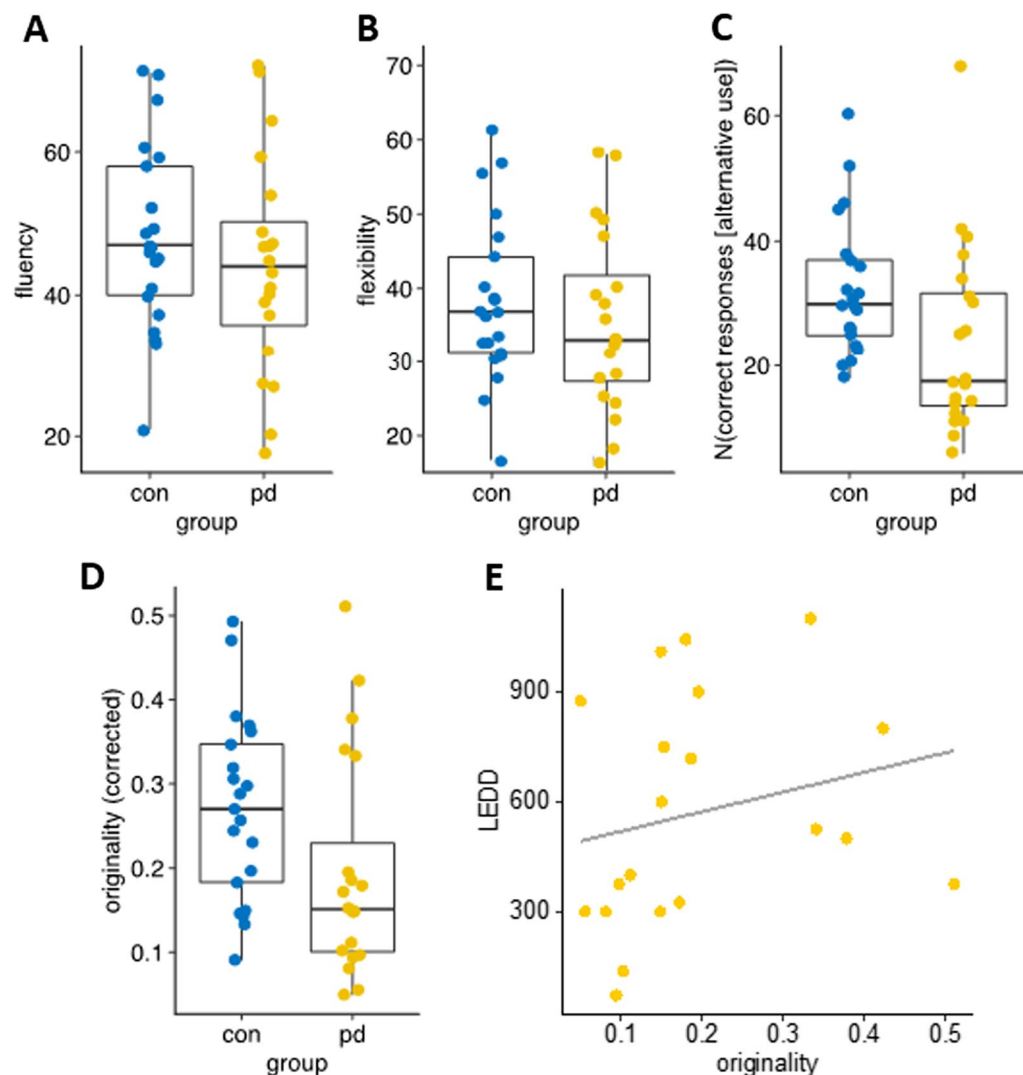 A
fluency
60
40
20
con
pd
group
B
flexibility
70
60
50
40
30
20
con
pd
group
C
N(correct responses [alternative use])
60
40
20
con
pd
group
D
originality (corrected)
0.5
0.4
0.3
0.2
0.1
con
pd
group
E
LEDD
900
600
300
0.1
0.2
0.3
0.4
0.5
originality